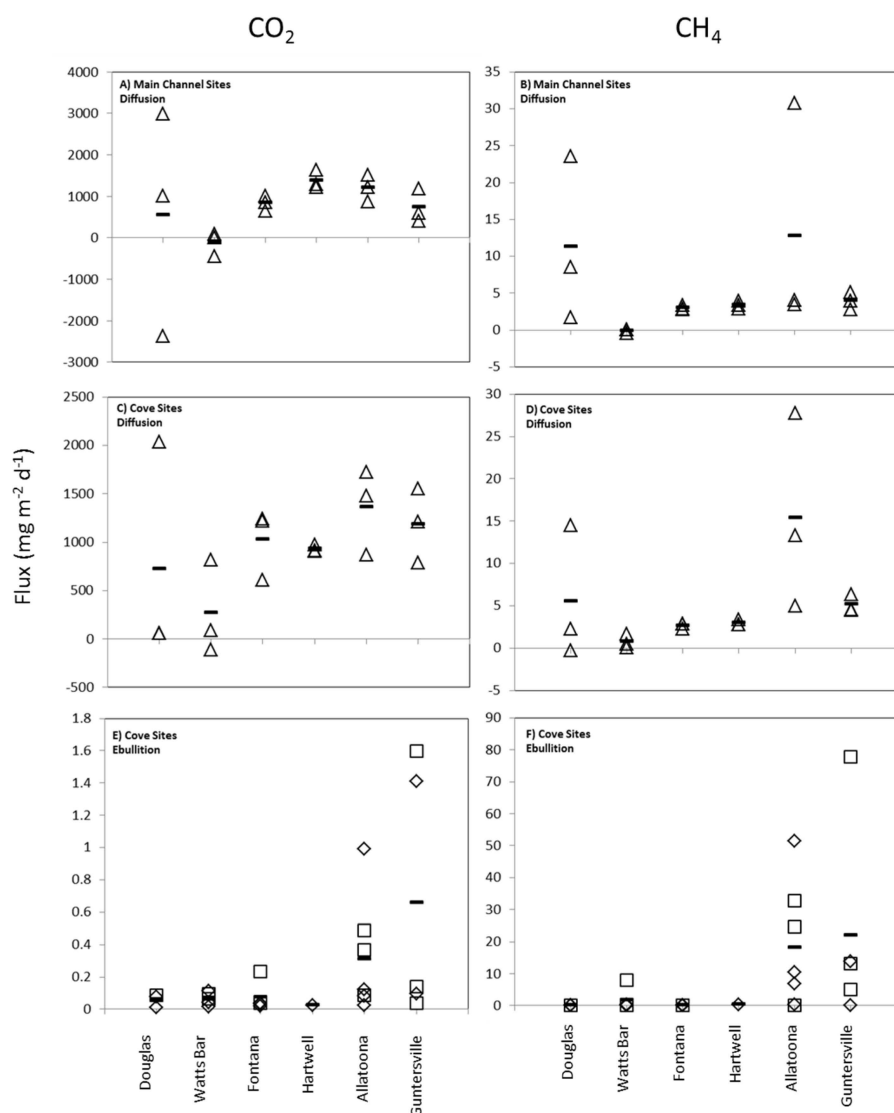 CO₂
CH₄
A) Main Channel Sites
Diffusion
4000
3000
2000
1000
0
-1000
-2000
-3000
B) Main Channel Sites
Diffusion
35
30
25
20
15
10
5
0
-5
Flux (mg m⁻² d⁻¹)
C) Cove Sites
Diffusion
2500
2000
1500
1000
500
0
-500
D) Cove Sites
Diffusion
30
25
20
15
10
5
0
-5
E) Cove Sites
Ebullition
1.8
1.6
1.4
1.2
1
0.8
0.6
0.4
0.2
0
Douglas
Watts Bar
Fontana
Hartwell
Allatoona
Guntersville
F) Cove Sites
Ebullition
90
80
70
60
50
40
30
20
10
0
Douglas
Watts Bar
Fontana
Hartwell
Allatoona
Guntersville